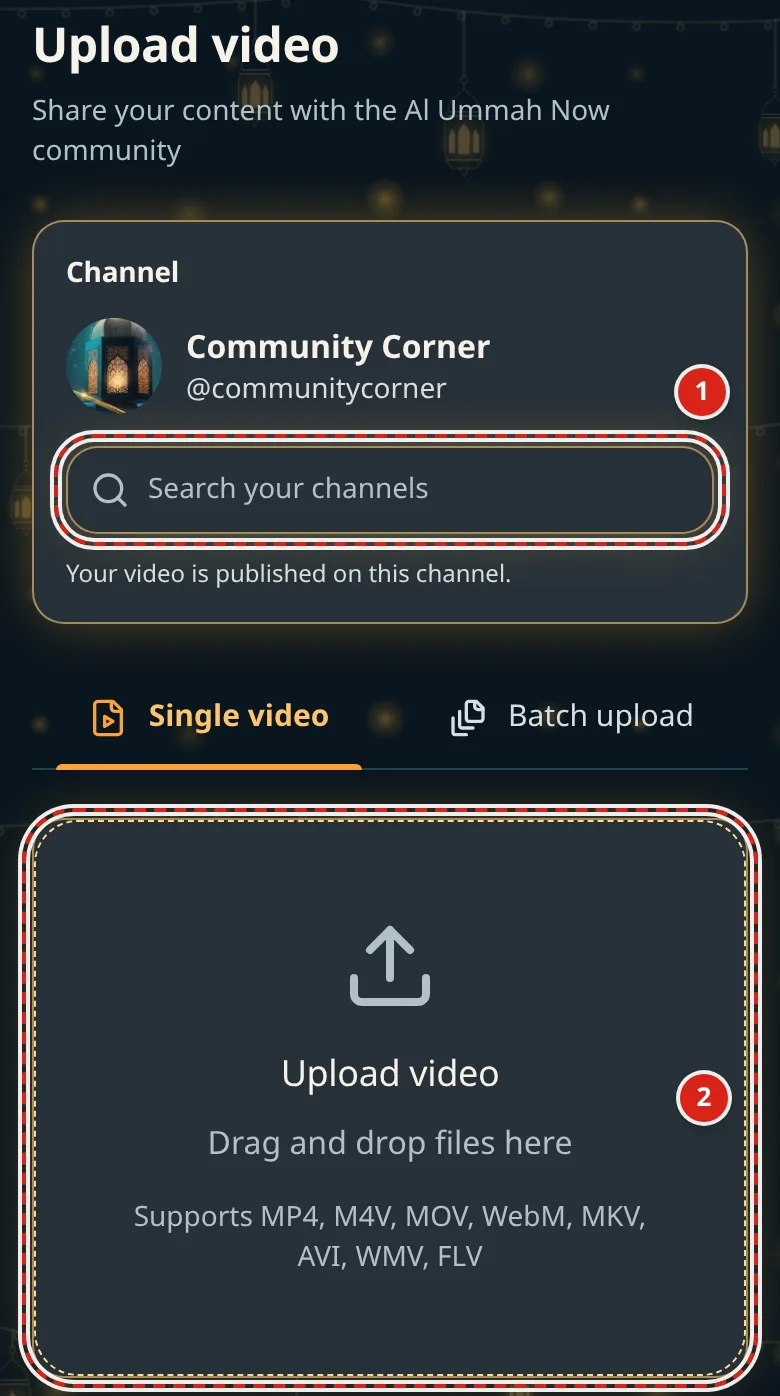 Upload video
Share your content with the Al Ummah Now
community
Channel
Community Corner
@communitycorner
1
Search your channels
Your video is published on this channel.
Single video
Batch upload
Upload video
2
Drag and drop files here
Supports MP4, M4V, MOV, WebM, MKV,
AVI, WMV, FLV